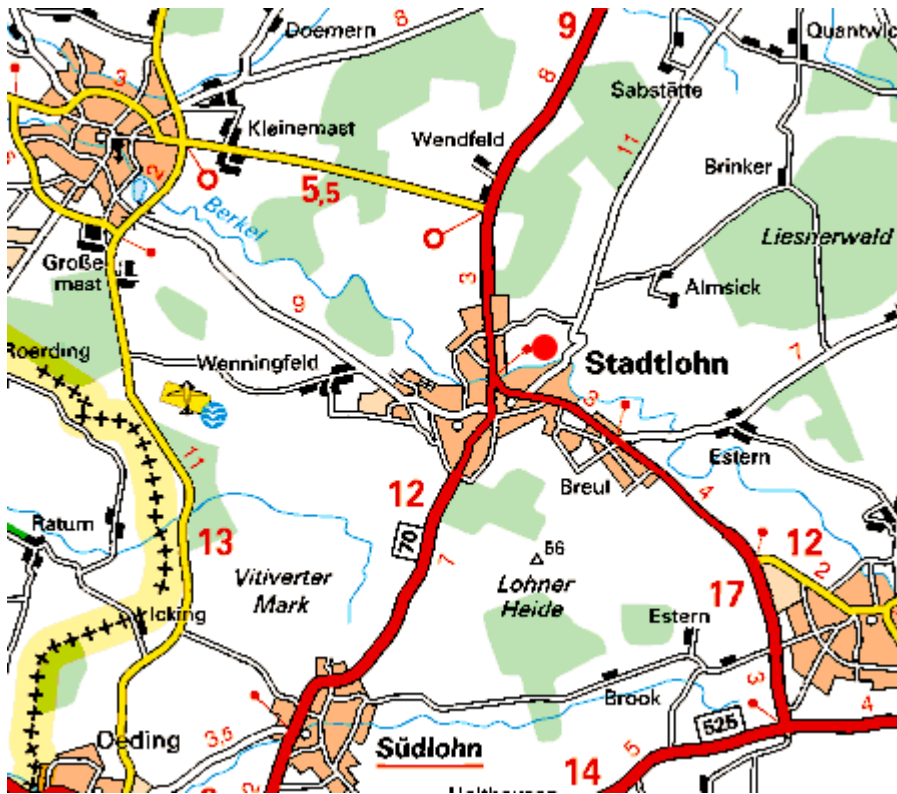 Doemern
8
9
Quantwic
3
8
Sabstätte
Kleinemast
Wendfeld
11
Brinker
2
5,5
Berkel
Liesnerwald
Große
mast
3
Almsick
9
Roerding
Wenningfeld
Stadtlohn
7
3
11
Estern
Breul
12
4
70
Ratum
13
7
66
12
2
Vitiverter
Mark
Lohner
Heide
17
Icking
Estern
Brook
3
3,5
Oeding
525
4
Südlohn
5
14
2